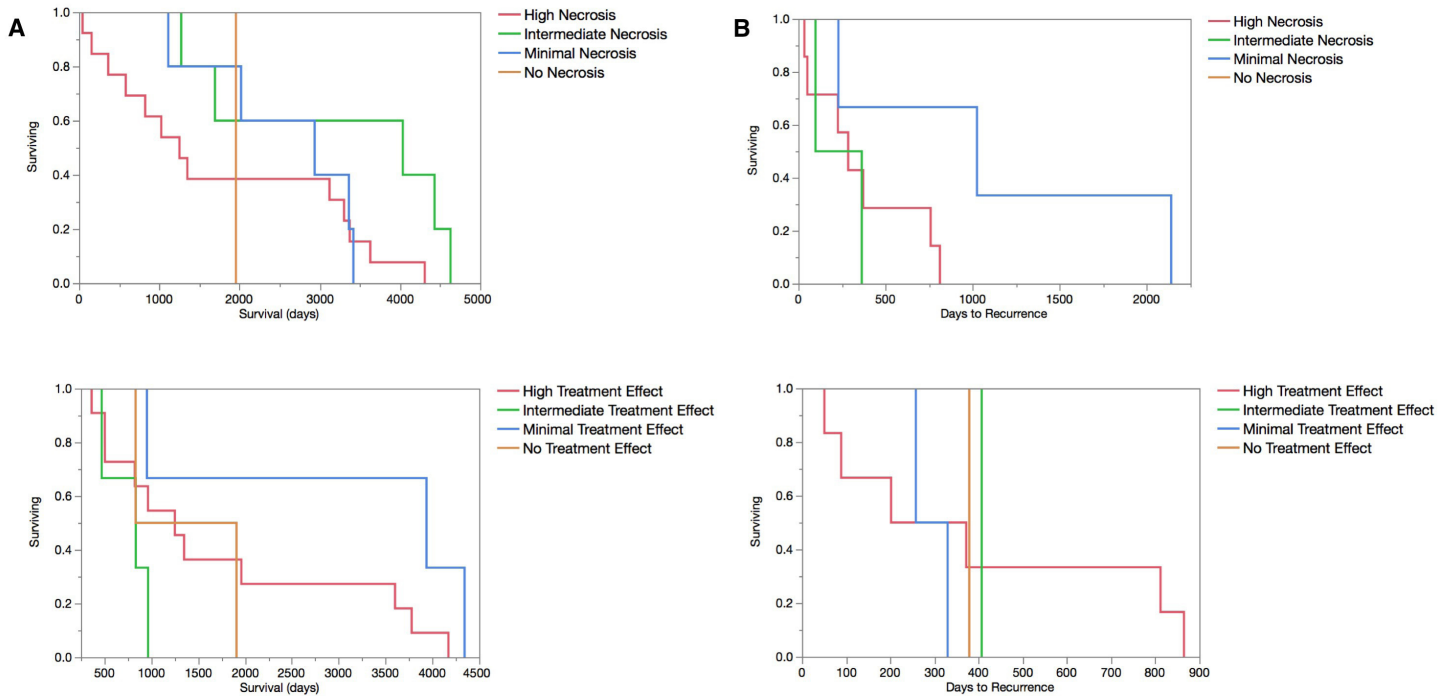 A
1.0
0.8
0.6
0.4
0.2
0.0
Surviving
0 1000 2000 3000 4000 5000
Survival (days)
High Necrosis
Intermediate Necrosis
Minimal Necrosis
No Necrosis
B
1.0
0.8
0.6
0.4
0.2
0.0
Surviving
0 500 1000 1500 2000
Days to Recurrence
High Necrosis
Intermediate Necrosis
Minimal Necrosis
No Necrosis
1.0
0.8
0.6
0.4
0.2
0.0
Surviving
500 1000 1500 2000 2500 3000 3500 4000 4500
Survival (days)
High Treatment Effect
Intermediate Treatment Effect
Minimal Treatment Effect
No Treatment Effect
1.0
0.8
0.6
0.4
0.2
0.0
Surviving
0 100 200 300 400 500 600 700 800 900
Days to Recurrence
High Treatment Effect
Intermediate Treatment Effect
Minimal Treatment Effect
No Treatment Effect